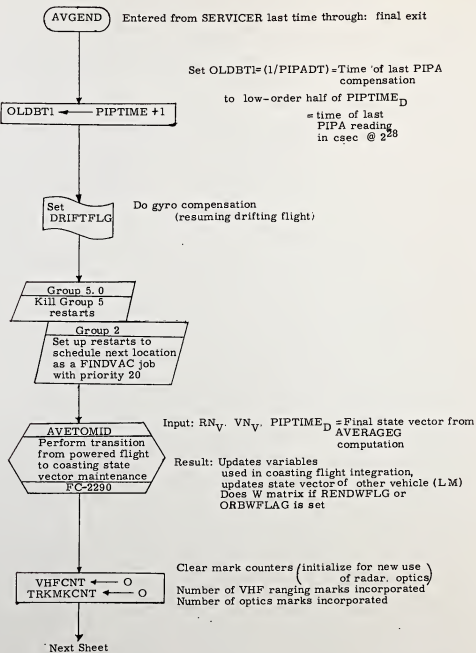 AVGEND
Entered from SERVICER last time through: final exit
Set OLDBT1= (1/PIPADT) =Time of last PIPA
compensation
to low-order half of PIPTIMED
= time of last
PIPA reading
in csec @ 2^28
OLDBT1 ← PIPTIME +1
Set
DRIFTFLG
Do gyro compensation
(resuming drifting flight)
Group 5.0
Kill Group 5
restarts
Group 2
Set up restarts to
schedule next location
as a FINDVAC job
with priority 20
AVETOMID
Perform transition
from powered flight
to coasting state
vector maintenance
FC-2290
Input: RNV, VNV, PIPTIMED =Final state vector from
AVERAGEG
computation
Result: Updates variables
used in coasting flight integration,
updates state vector of other vehicle (LM)
Does W matrix if RENDWFLG or
ORBWFLAG is set
VHFCNT ← O
TRKMKCNT ← O
Clear mark counters (initialize for new use
of radar. optics)
Number of VHF ranging marks incorporated
Number of optics marks incorporated
Next Sheet